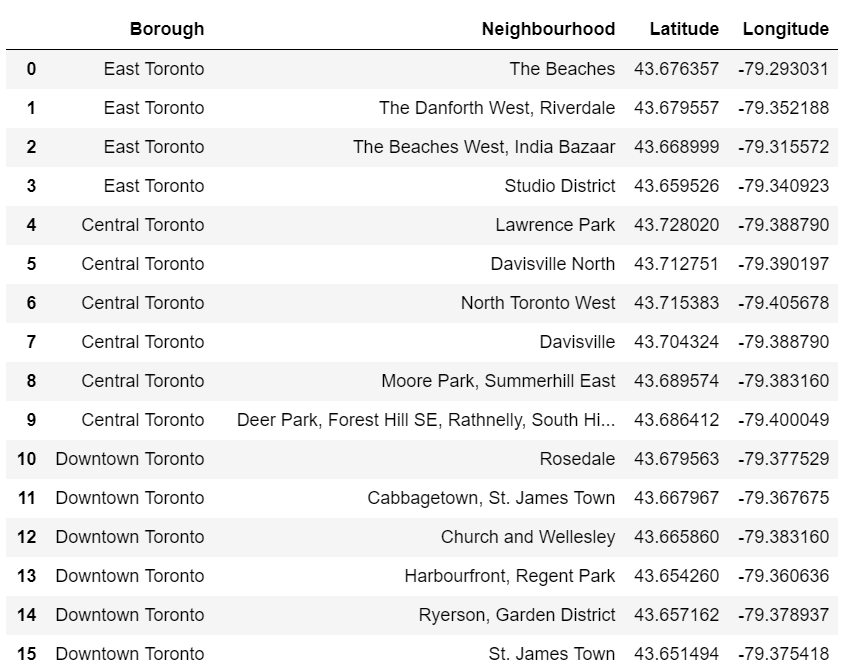 Borough Neighbourhood Latitude Longitude
0 East Toronto The Beaches 43.676357 -79.293031
1 East Toronto The Danforth West, Riverdale 43.679557 -79.352188
2 East Toronto The Beaches West, India Bazaar 43.668999 -79.315572
3 East Toronto Studio District 43.659526 -79.340923
4 Central Toronto Lawrence Park 43.728020 -79.388790
5 Central Toronto Davisville North 43.712751 -79.390197
6 Central Toronto North Toronto West 43.715383 -79.405678
7 Central Toronto Davisville 43.704324 -79.388790
8 Central Toronto Moore Park, Summerhill East 43.689574 -79.383160
9 Central Toronto Deer Park, Forest Hill SE, Rathnelly, South Hi... 43.686412 -79.400049
10 Downtown Toronto Rosedale 43.679563 -79.377529
11 Downtown Toronto Cabbagetown, St. James Town 43.667967 -79.367675
12 Downtown Toronto Church and Wellesley 43.665860 -79.383160
13 Downtown Toronto Harbourfront, Regent Park 43.654260 -79.360636
14 Downtown Toronto Ryerson, Garden District 43.657162 -79.378937
15 Downtown Toronto St. James Town 43.651494 -79.375418